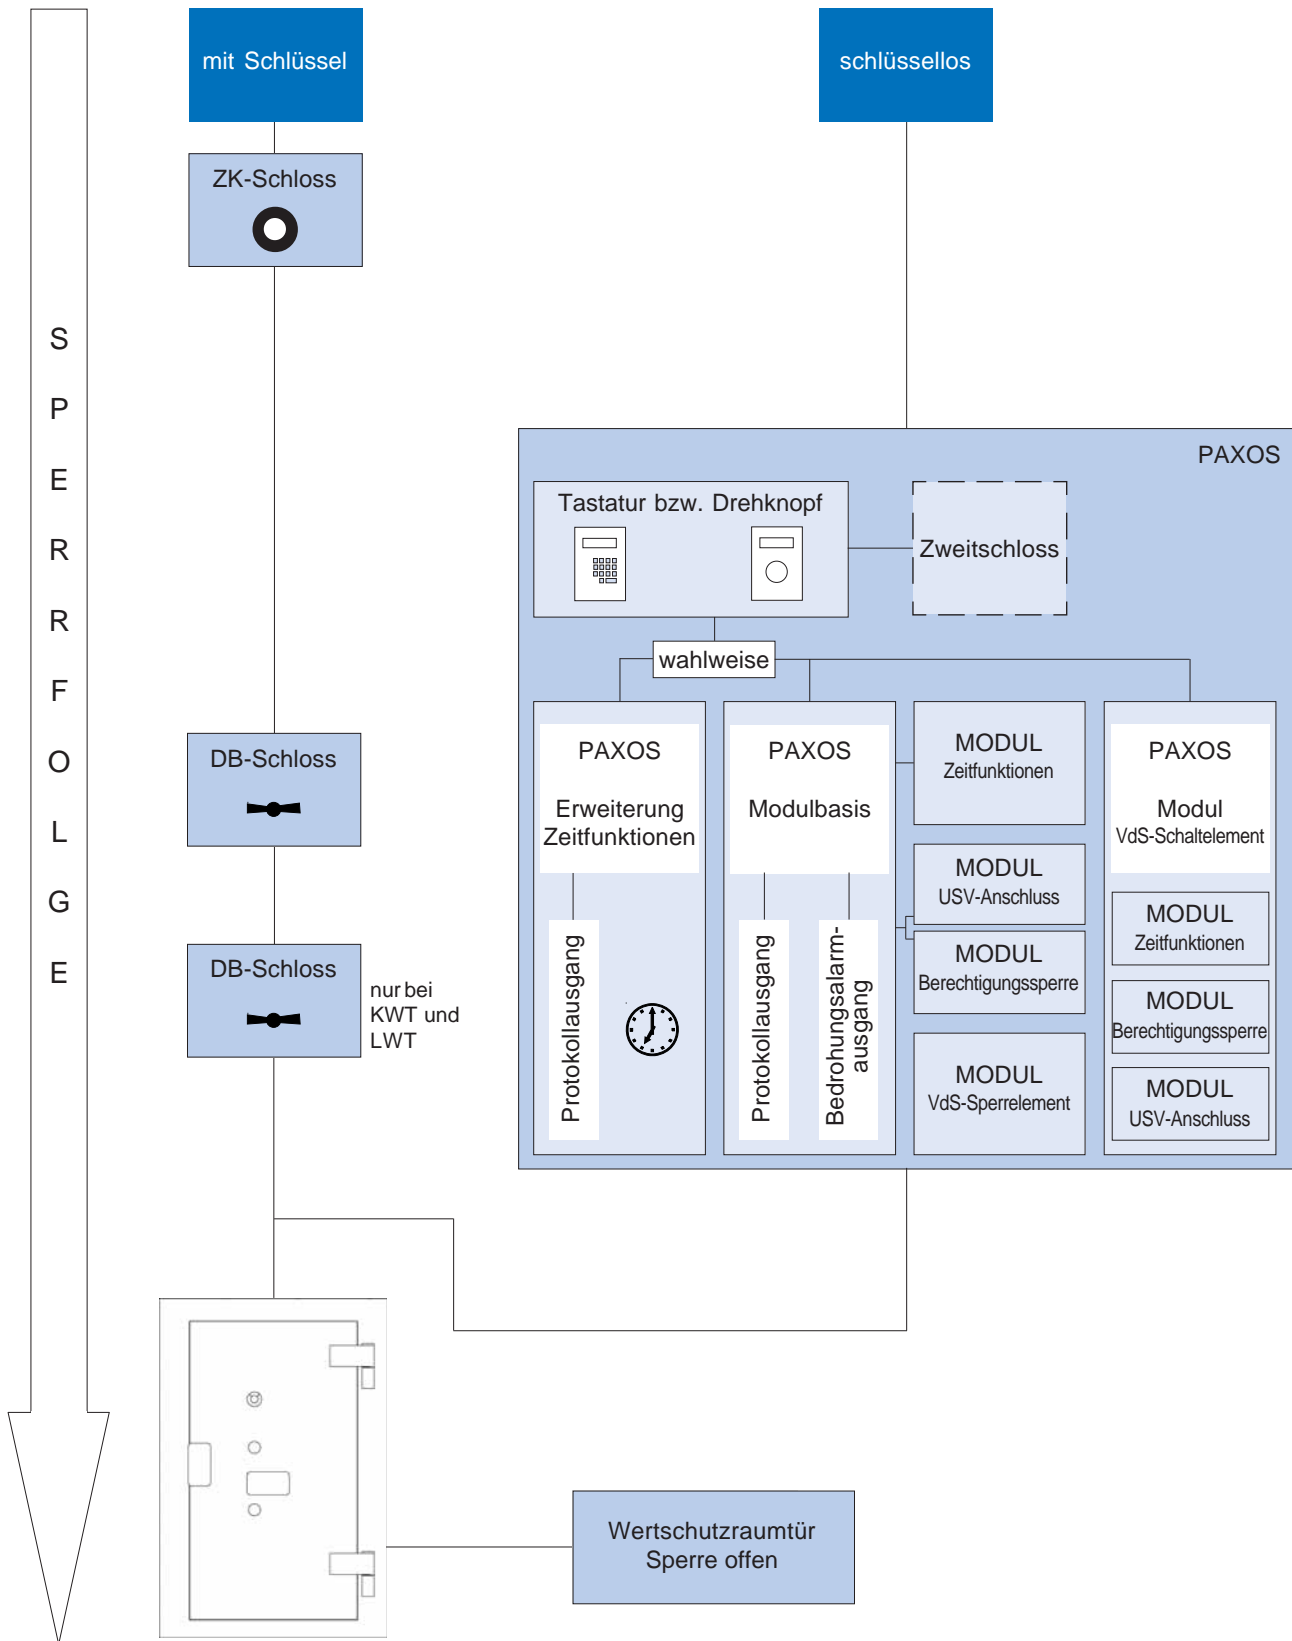 mit Schlüssel
schlüssellos
ZK-Schloss
S
P
E
R
R
F
O
L
G
E
PAXOS
Tastatur bzw. Drehknopf
Zweitschloss
wahlweise
DB-Schloss
DB-Schloss
nur bei
KWT und
LWT
PAXOS
Erweiterung
Zeitfunktionen
Protokollausgang
PAXOS
Modulbasis
Protokollausgang
Bedrohungsalarm-
ausgang
MODUL
Zeitfunktionen
MODUL
USV-Anschluss
MODUL
Berechtigungssperre
MODUL
VdS-Sperrelement
PAXOS
Modul
VdS-Schaltelement
MODUL
Zeitfunktionen
MODUL
Berechtigungssperre
MODUL
USV-Anschluss
Wertschutzraumtür
Sperre offen